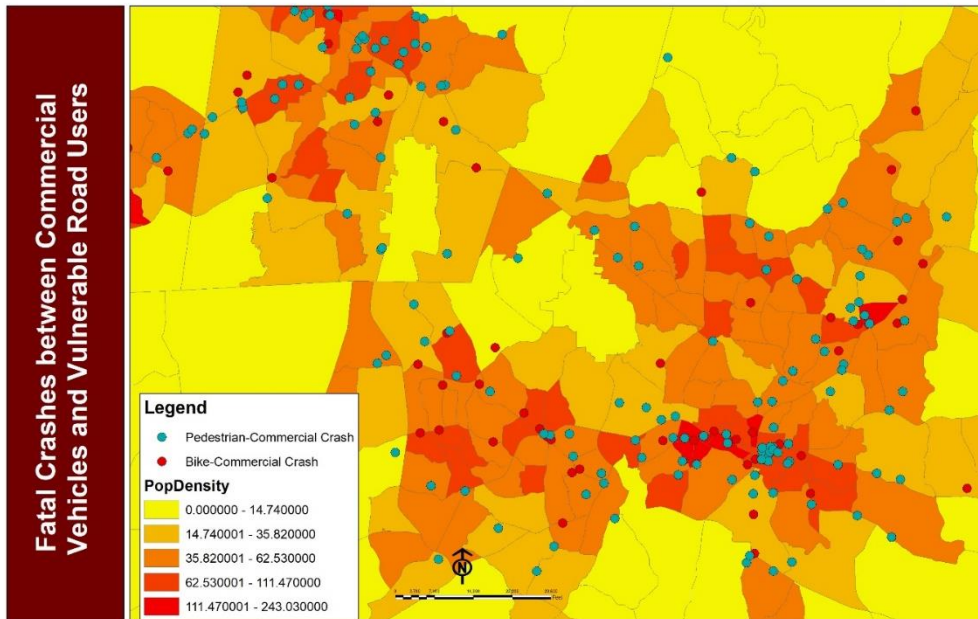 Fatal Crashes between Commercial
Vehicles and Vulnerable Road Users
Legend
Pedestrian-Commercial Crash
Bike-Commercial Crash
PopDensity
0.000000 - 14.740000
14.740001 - 35.820000
35.820001 - 62.530000
62.530001 - 111.470000
111.470001 - 243.030000
N